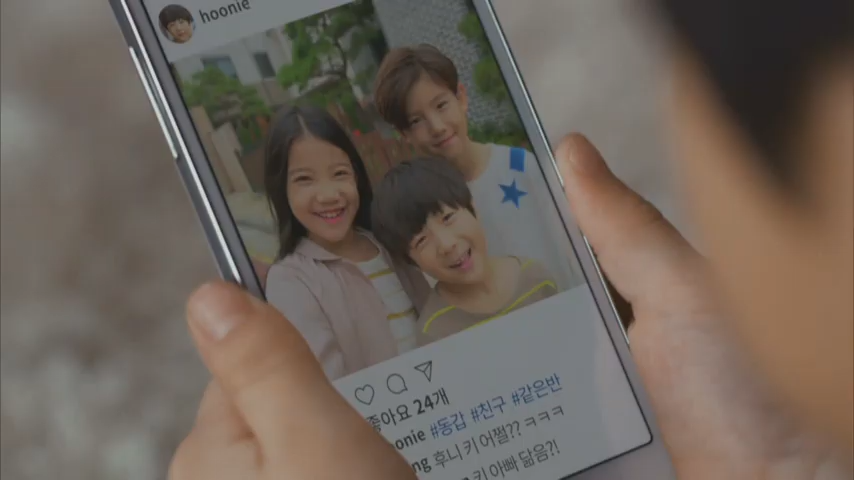 hoonie
좋아요 24개
oonie #동갑 #친구 #같은반
ng 후니 키 어쩔?? ㅋㅋㅋ
키 아빠 닮음?!